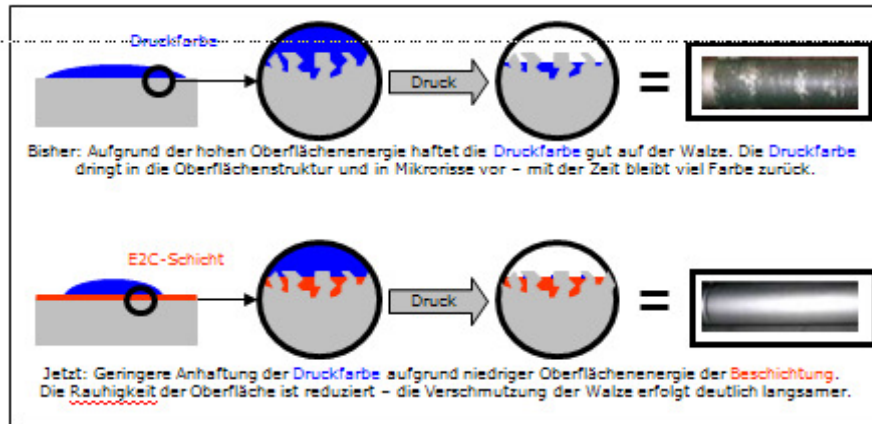 Druckfarbe
Druck
=
Bisher: Aufgrund der hohen Oberflächenenergie haftet die Druckfarbe gut auf der Walze. Die Druckfarbe
dringt in die Oberflächenstruktur und in Mikrorisse vor – mit der Zeit bleibt viel Farbe zurück.
E2C-Schicht
Druck
=
Jetzt: Geringere Anhaftung der Druckfarbe aufgrund niedriger Oberflächenenergie der Beschichtung.
Die Rauhigkeit der Oberfläche ist reduziert – die Verschmutzung der Walze erfolgt deutlich langsamer.